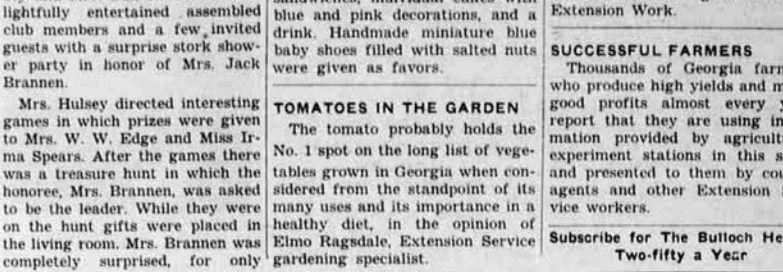 lightfully entertained assembled
club members and a few invited
guests with a surprise stork show-
er party in honor of Mrs. Jack
Brannen.
Mrs. Hulsey directed interesting
games in which prizes were given
to Mrs. W. W. Edge and Miss Ir-
ma Spears. After the games there
was a treasure hunt in which the
honoree, Mrs. Brannen, was asked
to be the leader. While they were
on the hunt gifts were placed in
the living room. Mrs. Brannen was
completely surprised, for only
blue and pink decorations, and a
drink. Handmade miniature blue
baby shoes filled with salted nuts
were given as favors.
TOMATOES IN THE GARDEN
The tomato probably holds the
No. 1 spot on the long list of vege-
tables grown in Georgia when con-
sidered from the standpoint of its
many uses and its importance in a
healthy diet, in the opinion of
Elmo Ragsdale, Extension Service
gardening specialist.
Extension Work.
SUCCESSFUL FARMERS
Thousands of Georgia farm
who produce high yields and m
good profits almost every
report that they are using in
mation provided by agricult
experiment stations in this s
and presented to them by cou
agents and other Extension
vice workers.
Subscribe for The Bulloch He
Two-fifty a Year